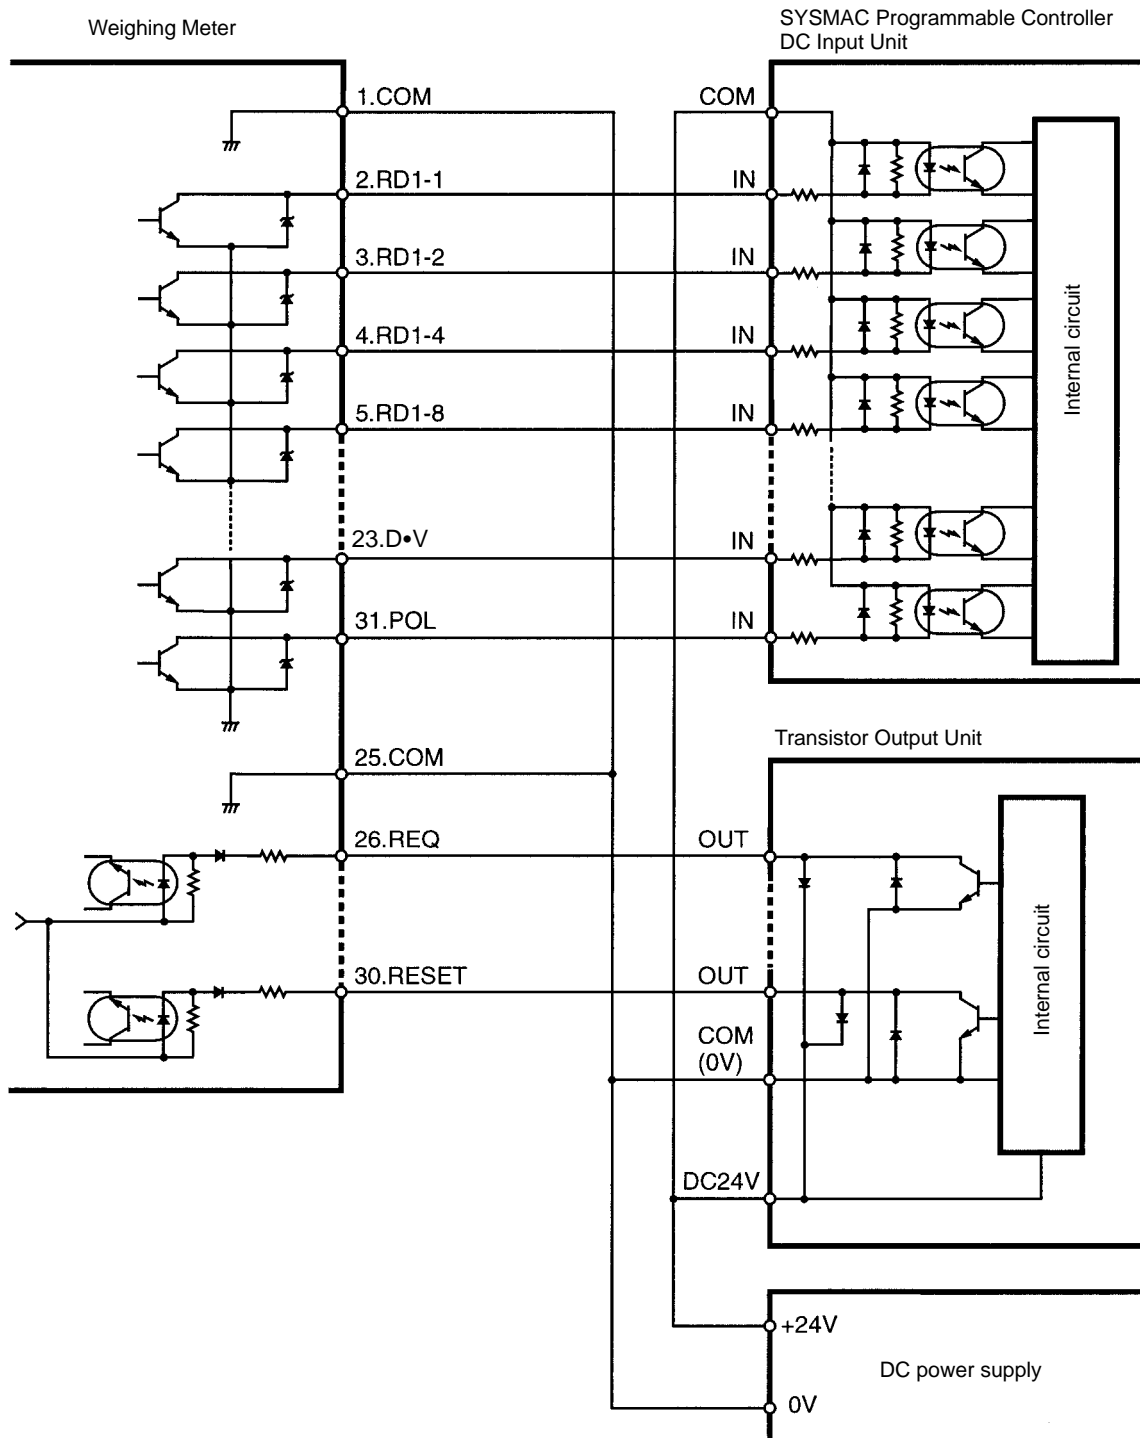 Weighing Meter
SYSMAC Programmable Controller
DC Input Unit
1.COM
COM
2.RD1-1
IN
3.RD1-2
IN
4.RD1-4
IN
5.RD1-8
IN
Internal circuit
23.D•V
IN
31.POL
IN
Transistor Output Unit
25.COM
26.REQ
OUT
30.RESET
OUT
COM
(0V)
Internal circuit
DC24V
+24V
DC power supply
0V